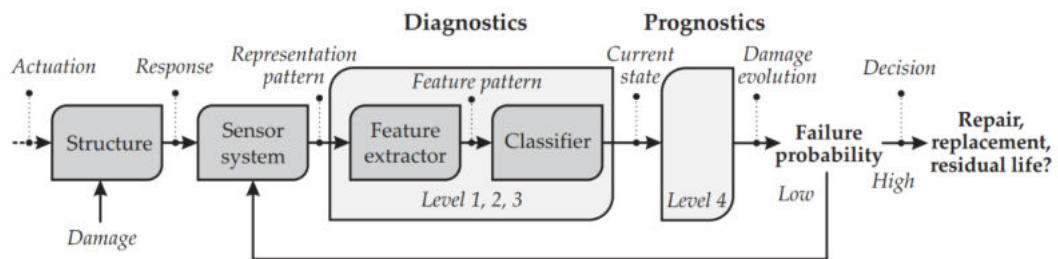 Diagnostics
Prognostics
Actuation
Response
Representation
pattern
Feature pattern
Current
state
Damage
evolution
Decision
Structure
Sensor
system
Feature
extractor
Classifier
Failure
probability
Repair,
replacement,
residual life?
Level 1, 2, 3
Level 4
Low
High
Damage